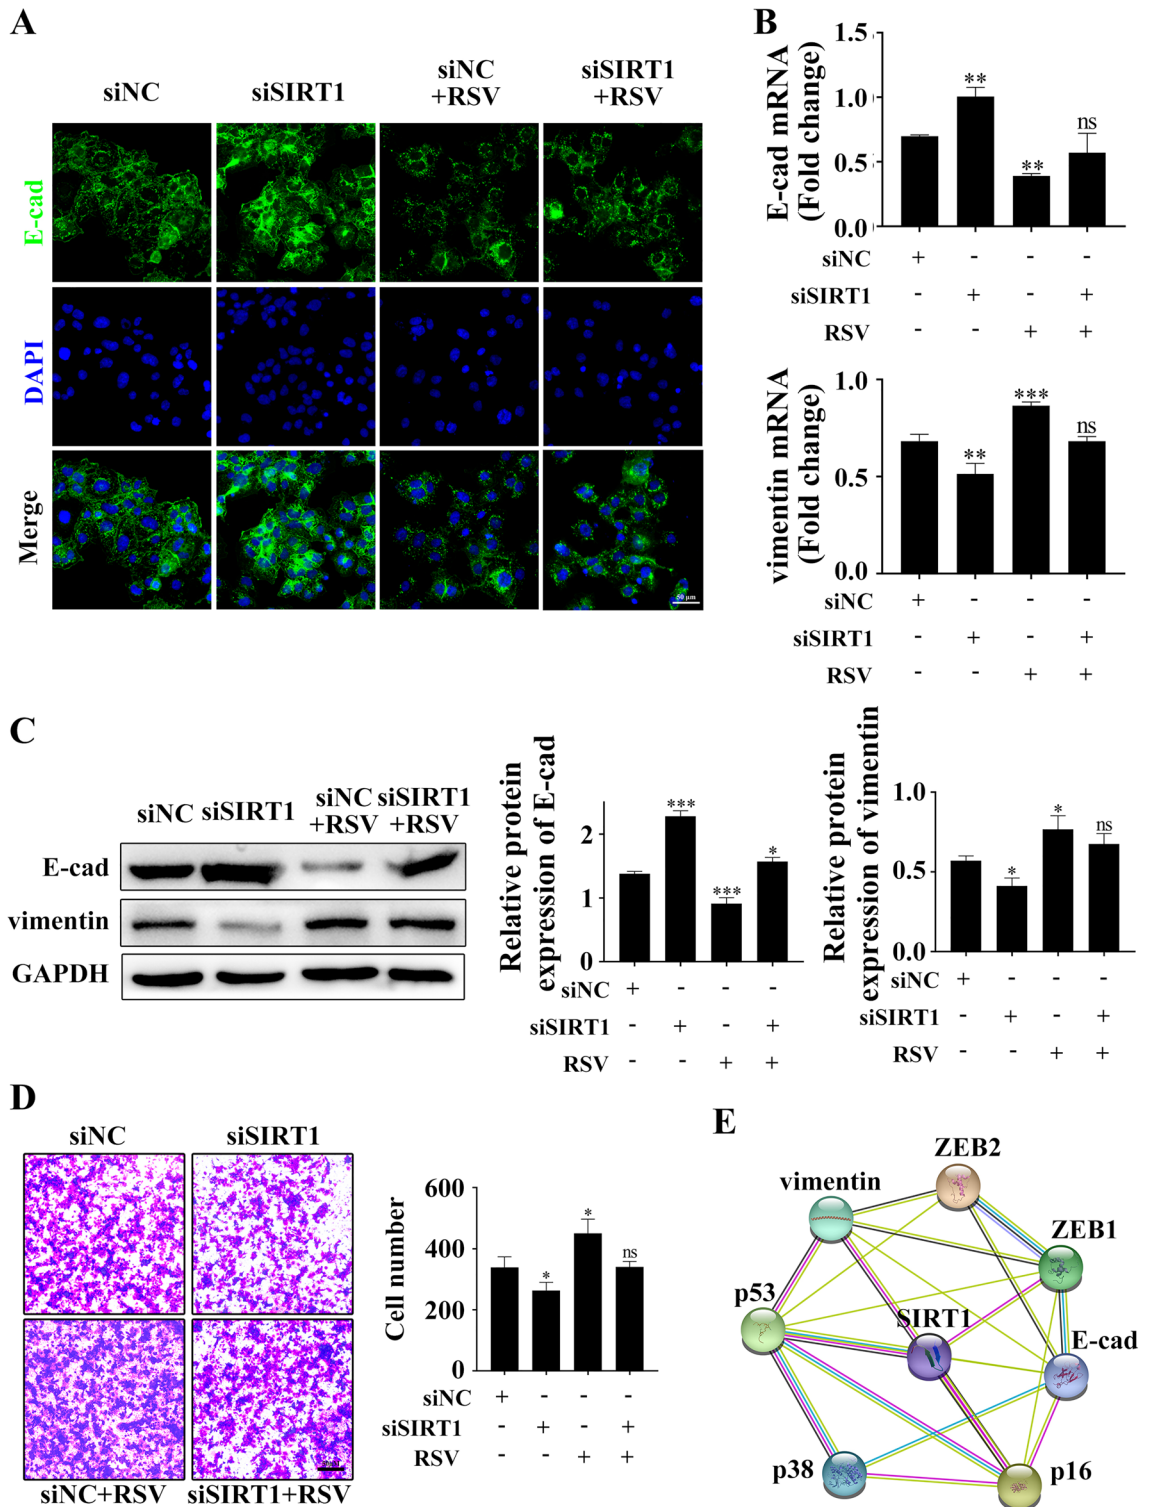 A
siNC
siSIRT1
siNC
+RSV
siSIRT1
+RSV
E-cad
DAPI
Merge
50 μm
B
E-cad mRNA
(Fold change)
1.5
1.0
0.5
0.0
**
**
ns
siNC + - - -
siSIRT1 - + - +
RSV - - + +
vimentin mRNA
(Fold change)
1.0
0.5
0.0
**
***
ns
siNC + - - -
siSIRT1 - + - +
RSV - - + +
C
siNC
siSIRT1
siNC
+RSV
siSIRT1
+RSV
E-cad
vimentin
GAPDH
Relative protein
expression of E-cad
2
1
0
***
***
*
siNC + - - -
siSIRT1 - + - +
RSV - - + +
Relative protein
expression of vimentin
1.0
0.5
0.0
*
*
ns
siNC + - - -
siSIRT1 - + - +
RSV - - + +
D
siNC
siSIRT1
siNC+RSV
siSIRT1+RSV
Cell number
600
400
200
0
*
*
ns
siNC + - - -
siSIRT1 - + - +
RSV - - + +
E
ZEB2
vimentin
ZEB1
p53
SIRT1
E-cad
p38
p16